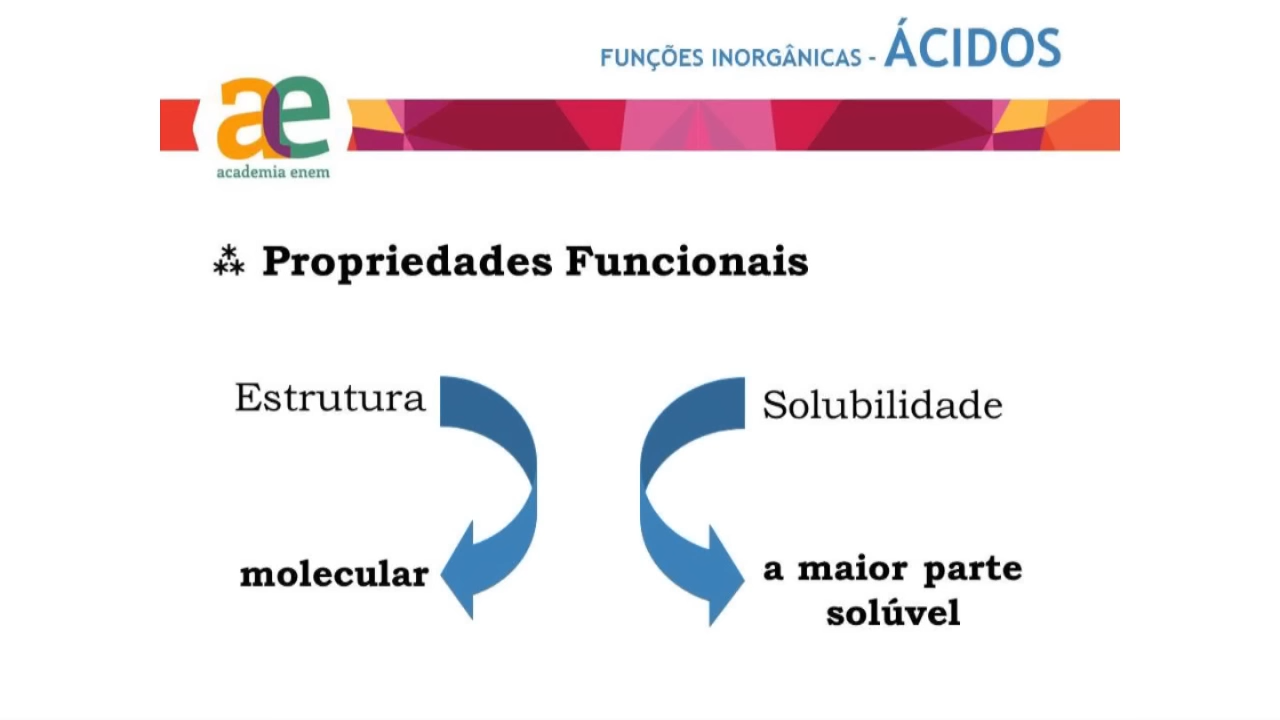 FUNÇÕES INORGÂNICAS - ÁCIDOS
ae
academia enem
⁂ Propriedades Funcionais
Estrutura
Solubilidade
molecular
a maior parte
solúvel